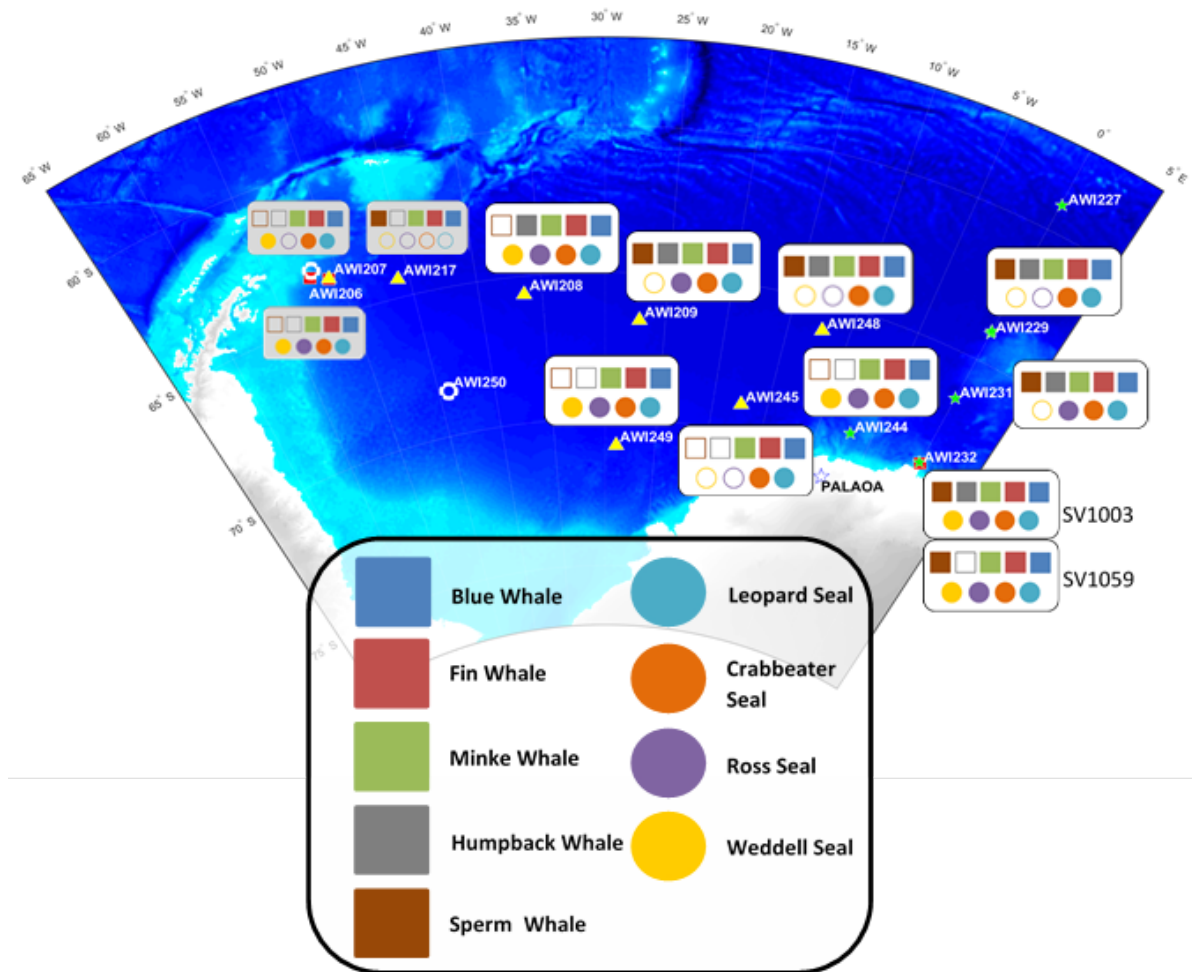 65° W
60° W
55° W
50° W
45° W
40° W
35° W
30° W
25° W
20° W
15° W
10° W
5° W
0°
5° E
60° S
65° S
70° S
75° S
AWI227
AWI207
AWI217
AWI206
AWI208
AWI209
AWI248
AWI229
AWI250
AWI245
AWI231
AWI249
AWI244
AWI232
PALAOA
SV1003
SV1059
Blue Whale
Leopard Seal
Fin Whale
Crabbeater
Seal
Minke Whale
Ross Seal
Humpback Whale
Weddell Seal
Sperm Whale